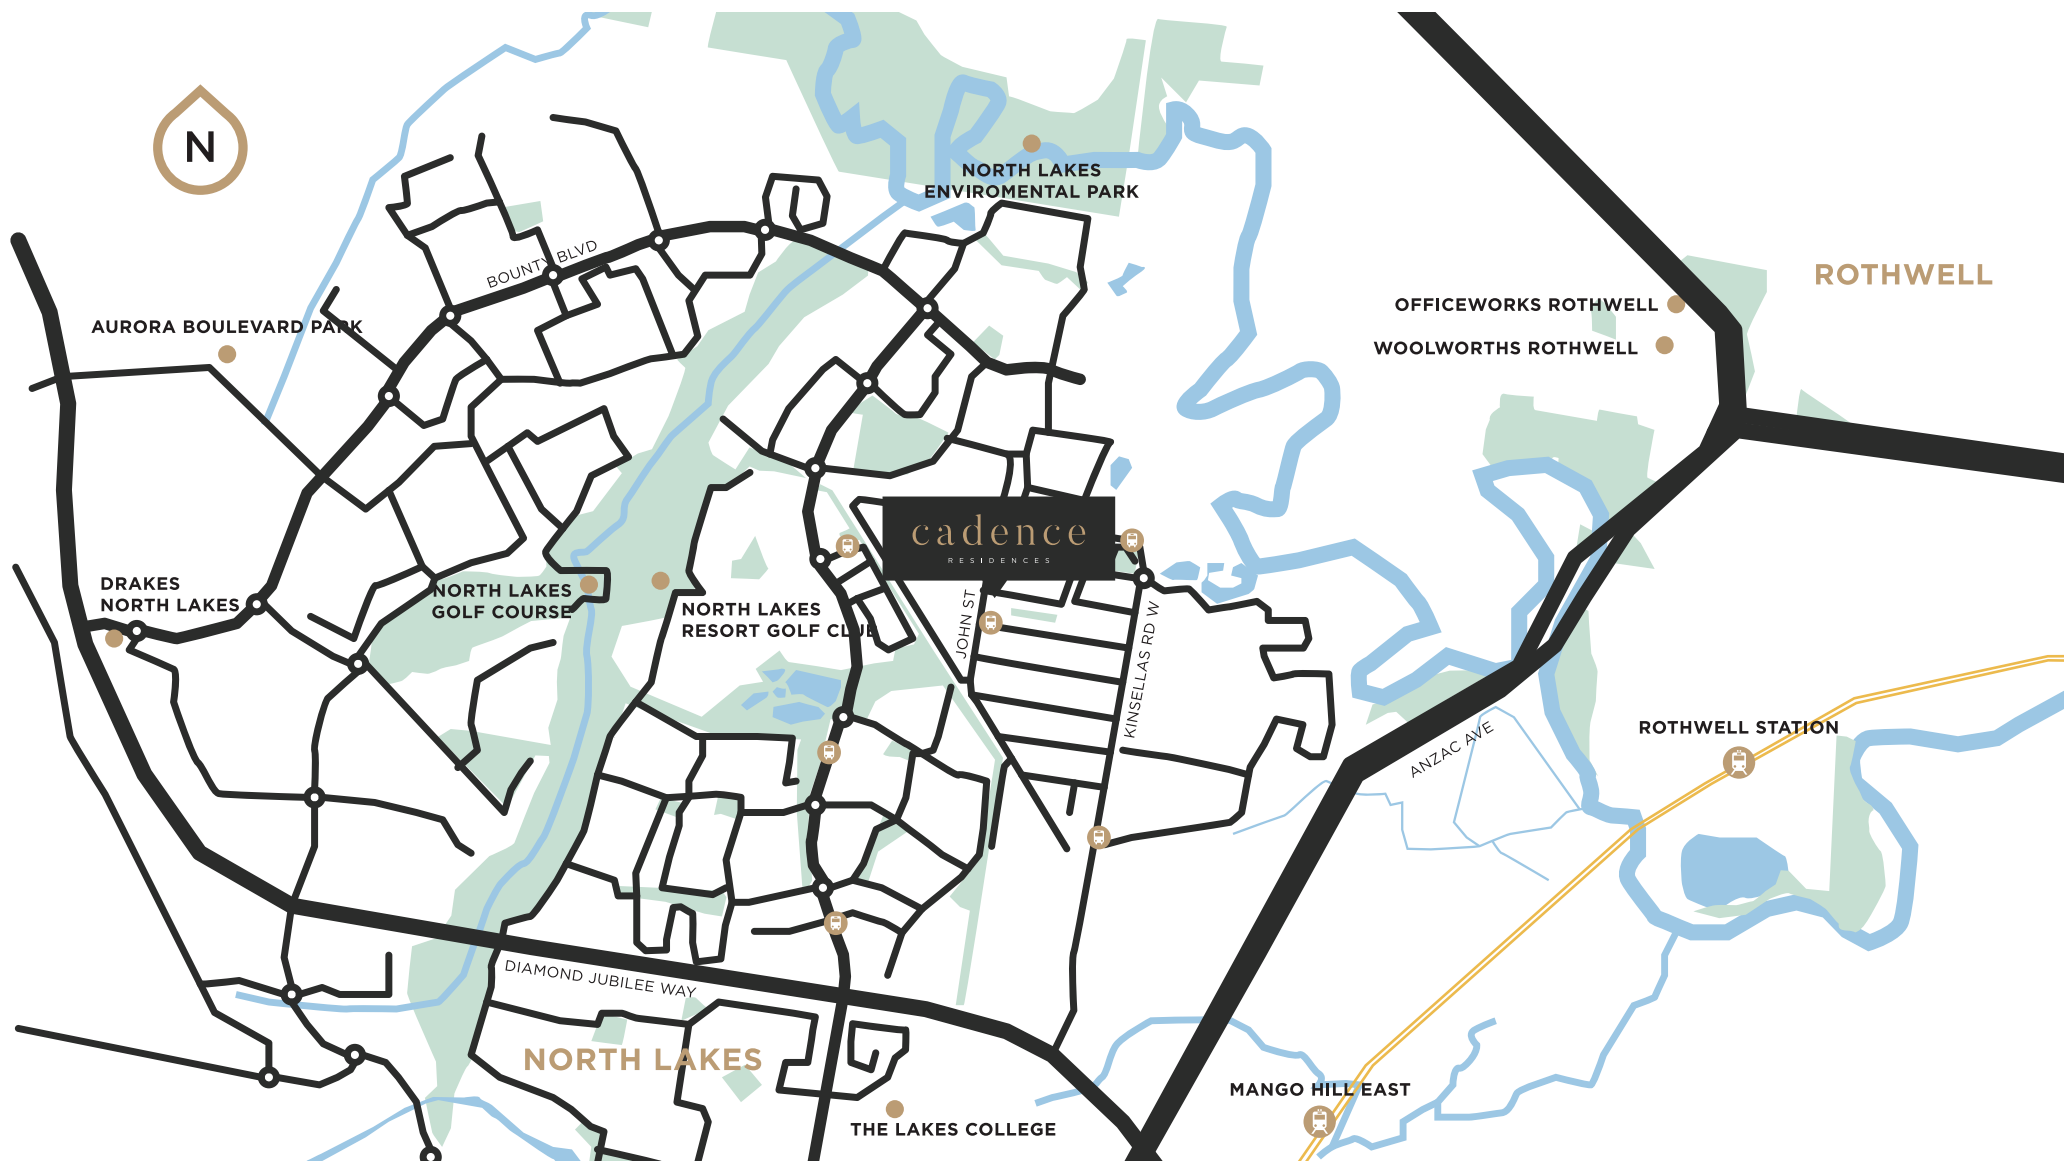 N
NORTH LAKES
ENVIROMENTAL PARK
BOUNTY BLVD
ROTHWELL
OFFICEWORKS ROTHWELL
AURORA BOULEVARD PARK
WOOLWORTHS ROTHWELL
cadence
RESIDENCES
DRAKES
NORTH LAKES
NORTH LAKES
GOLF COURSE
NORTH LAKES
RESORT GOLF CLUB
JOHN ST
KINSELLAS RD W
ANZAC AVE
ROTHWELL STATION
DIAMOND JUBILEE WAY
NORTH LAKES
MANGO HILL EAST
THE LAKES COLLEGE